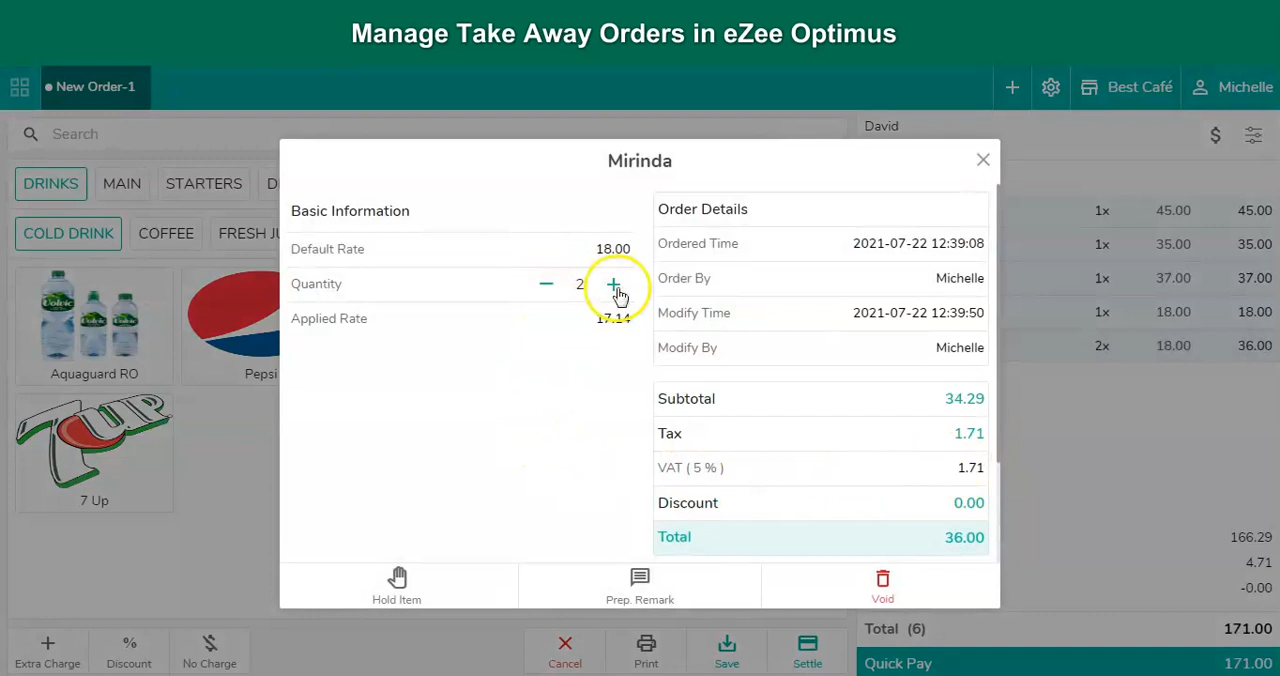 Manage Take Away Orders in eZee Optimus
New Order-1
Best Café
Michelle
Search
David
DRINKS
MAIN
STARTERS
D
COLD DRINK
COFFEE
FRESH JU
Volvic
Volvic
Volvic
Aquaguard RO
Pepsi
7UP
7 Up
Mirinda
Basic Information
Default Rate 18.00
Quantity − 2 +
Applied Rate 17.14
Order Details
Ordered Time 2021-07-22 12:39:08
Order By Michelle
Modify Time 2021-07-22 12:39:50
Modify By Michelle
Subtotal 34.29
Tax 1.71
VAT ( 5 % ) 1.71
Discount 0.00
Total 36.00
Hold Item
Prep. Remark
Void
1x 45.00 45.00
1x 35.00 35.00
1x 37.00 37.00
1x 18.00 18.00
2x 18.00 36.00
166.29
4.71
-0.00
Total (6) 171.00
Quick Pay 171.00
Extra Charge
% Discount
No Charge
Cancel
Print
Save
Settle